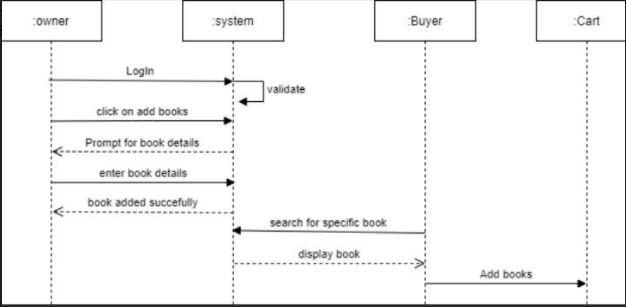 :owner :system :Buyer :Cart
LogIn
validate
click on add books
Prompt for book details
enter book details
book added succefully
search for specific book
display book
Add books